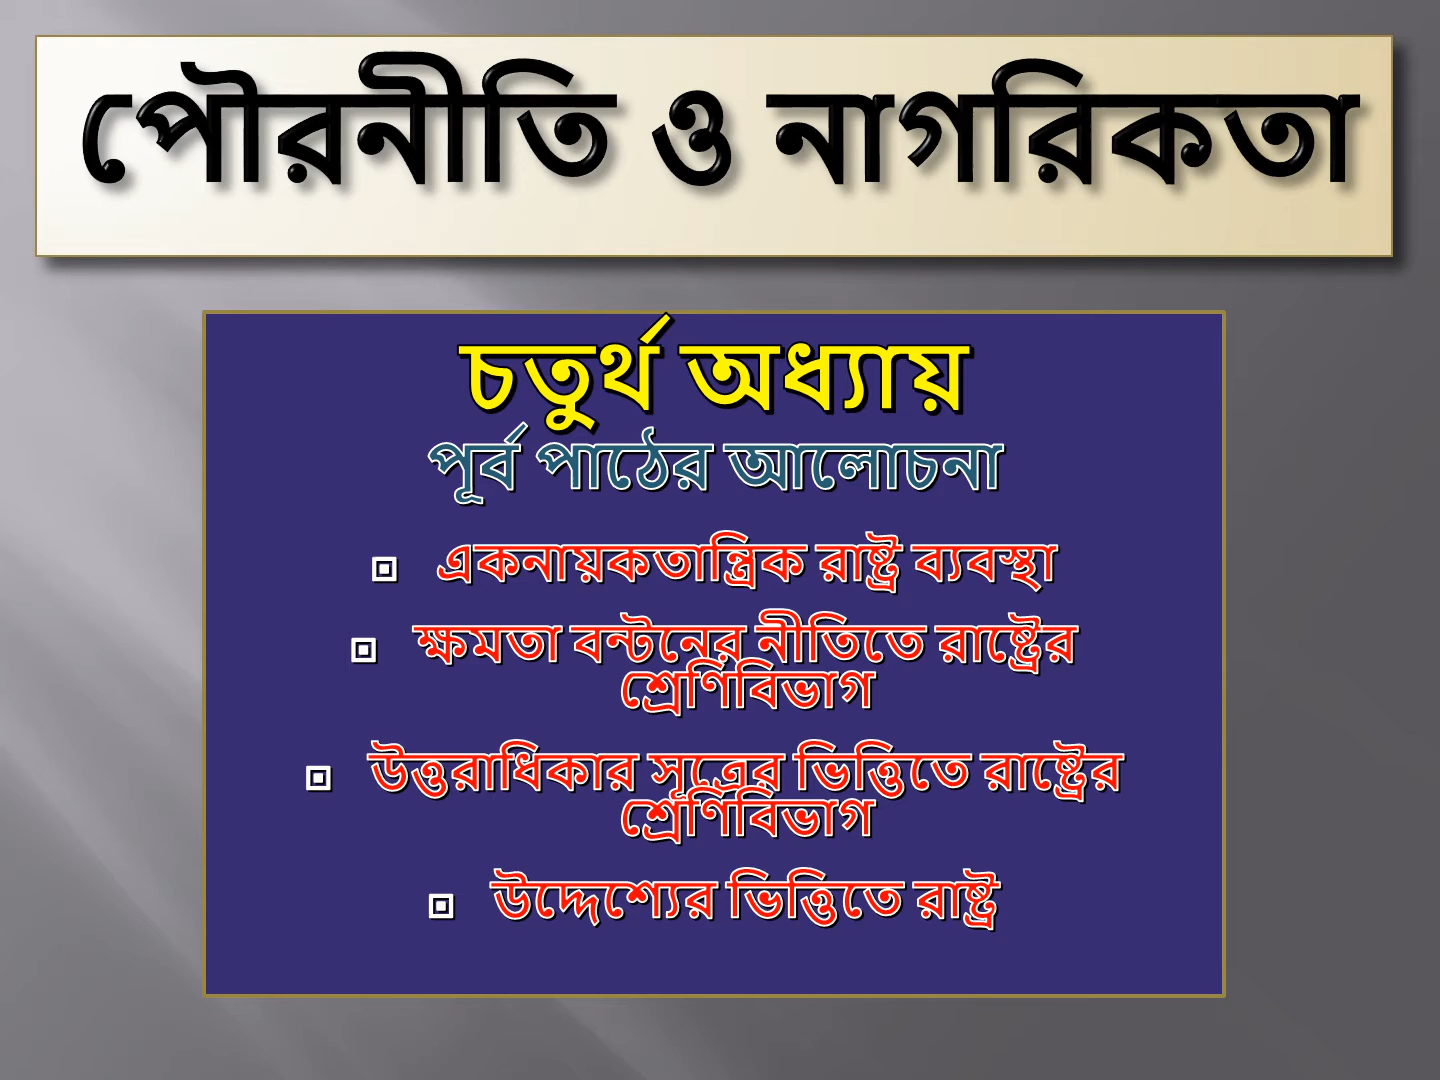 পৌরনীতি ও নাগরিকতা
চতুর্থ অধ্যায়
পূর্ব পাঠের আলোচনা
একনায়কতান্ত্রিক রাষ্ট্র ব্যবস্থা
ক্ষমতা বন্টনের নীতিতে রাষ্ট্রের
শ্রেণিবিভাগ
উত্তরাধিকার সূত্রের ভিত্তিতে রাষ্ট্রের
শ্রেণিবিভাগ
উদ্দেশ্যের ভিত্তিতে রাষ্ট্র